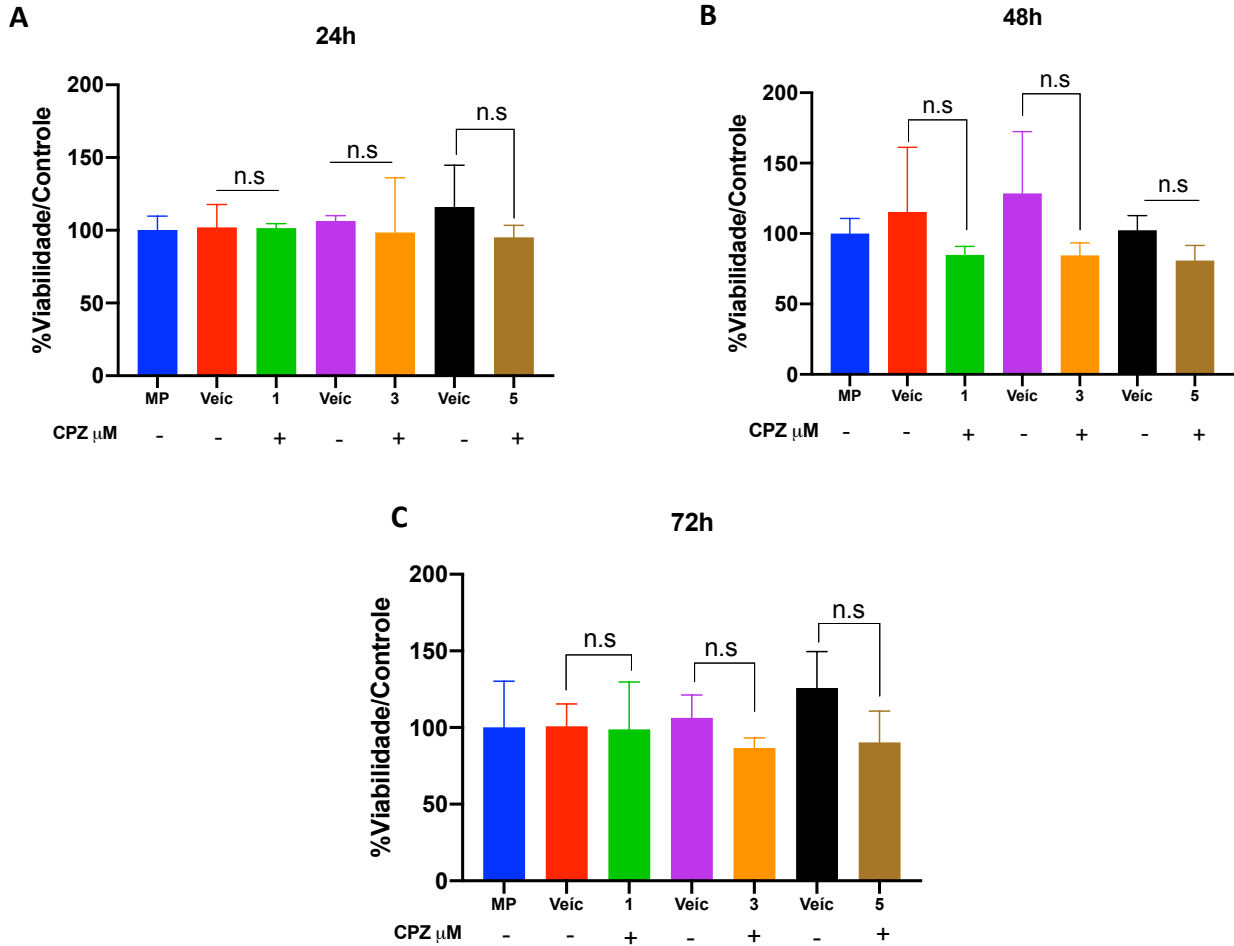 A
24h
%Viabilidade/Controle
200
150
100
50
0
n.s
n.s
n.s
MP Veíc 1 Veíc 3 Veíc 5
CPZ μM - - + - + - +
B
48h
%Viabilidade/Controle
200
150
100
50
0
n.s
n.s
n.s
MP Veíc 1 Veíc 3 Veíc 5
CPZ μM - - + - + - +
C
72h
%Viabilidade/Controle
200
150
100
50
0
n.s
n.s
n.s
MP Veíc 1 Veíc 3 Veíc 5
CPZ μM - - + - + - +